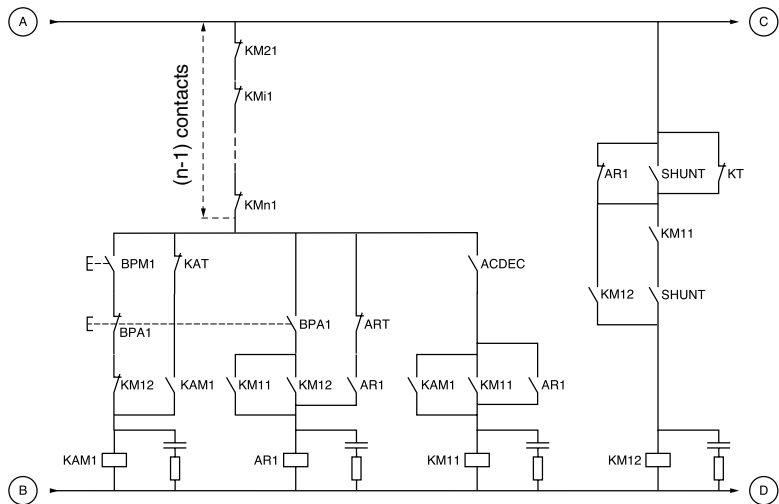 A C
KM21
KMi1
(n-1) contacts
KMn1
AR1 SHUNT KT
KM11
BPM1 KAT ACDEC
KM12 SHUNT
BPA1 BPA1 ART
KM12 KAM1 KM11 KM12 AR1 KAM1 KM11 AR1
KAM1 AR1 KM11 KM12
B D